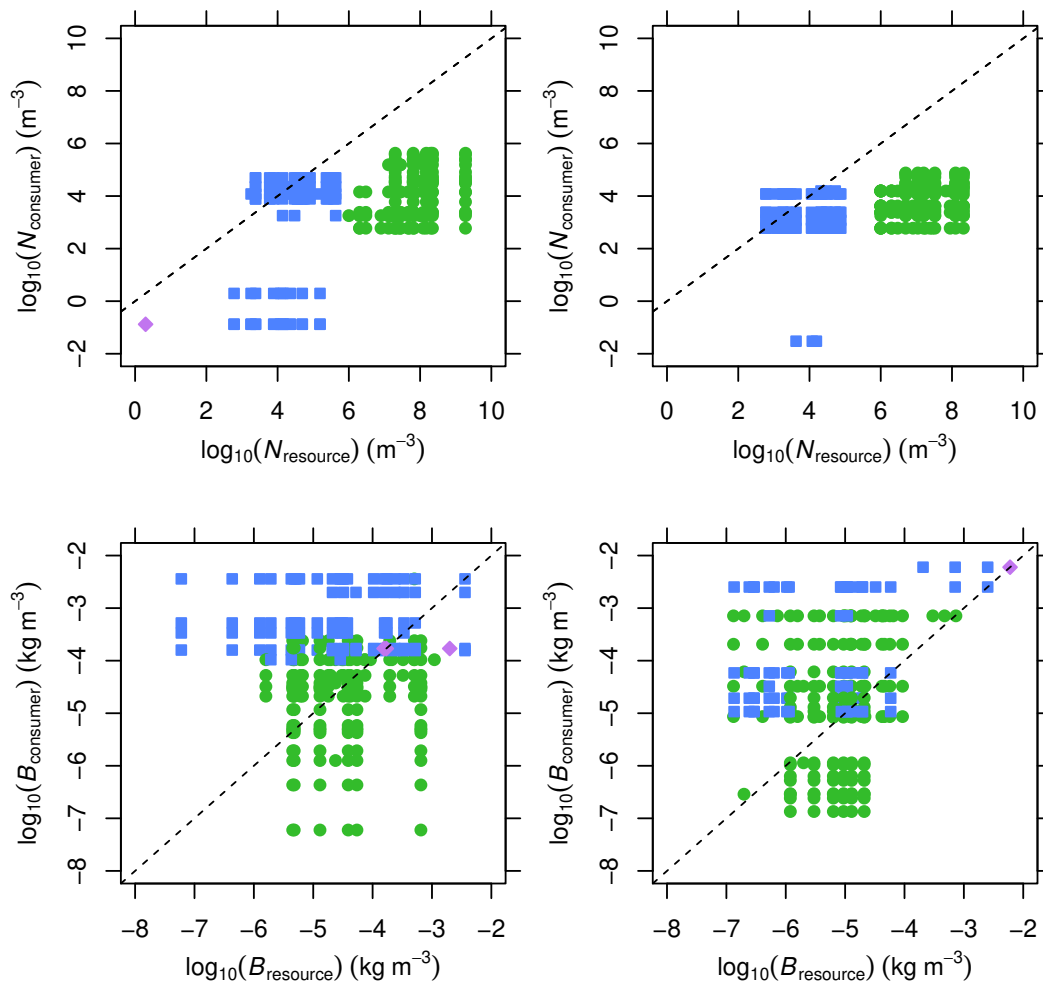 10
8
6
4
2
0
−2
log10(Nconsumer) (m−3)
0 2 4 6 8 10
log10(Nresource) (m−3)
10
8
6
4
2
0
−2
log10(Nconsumer) (m−3)
0 2 4 6 8 10
log10(Nresource) (m−3)
−2
−3
−4
−5
−6
−7
−8
log10(Bconsumer) (kg m−3)
−8 −7 −6 −5 −4 −3 −2
log10(Bresource) (kg m−3)
−2
−3
−4
−5
−6
−7
−8
log10(Bconsumer) (kg m−3)
−8 −7 −6 −5 −4 −3 −2
log10(Bresource) (kg m−3)